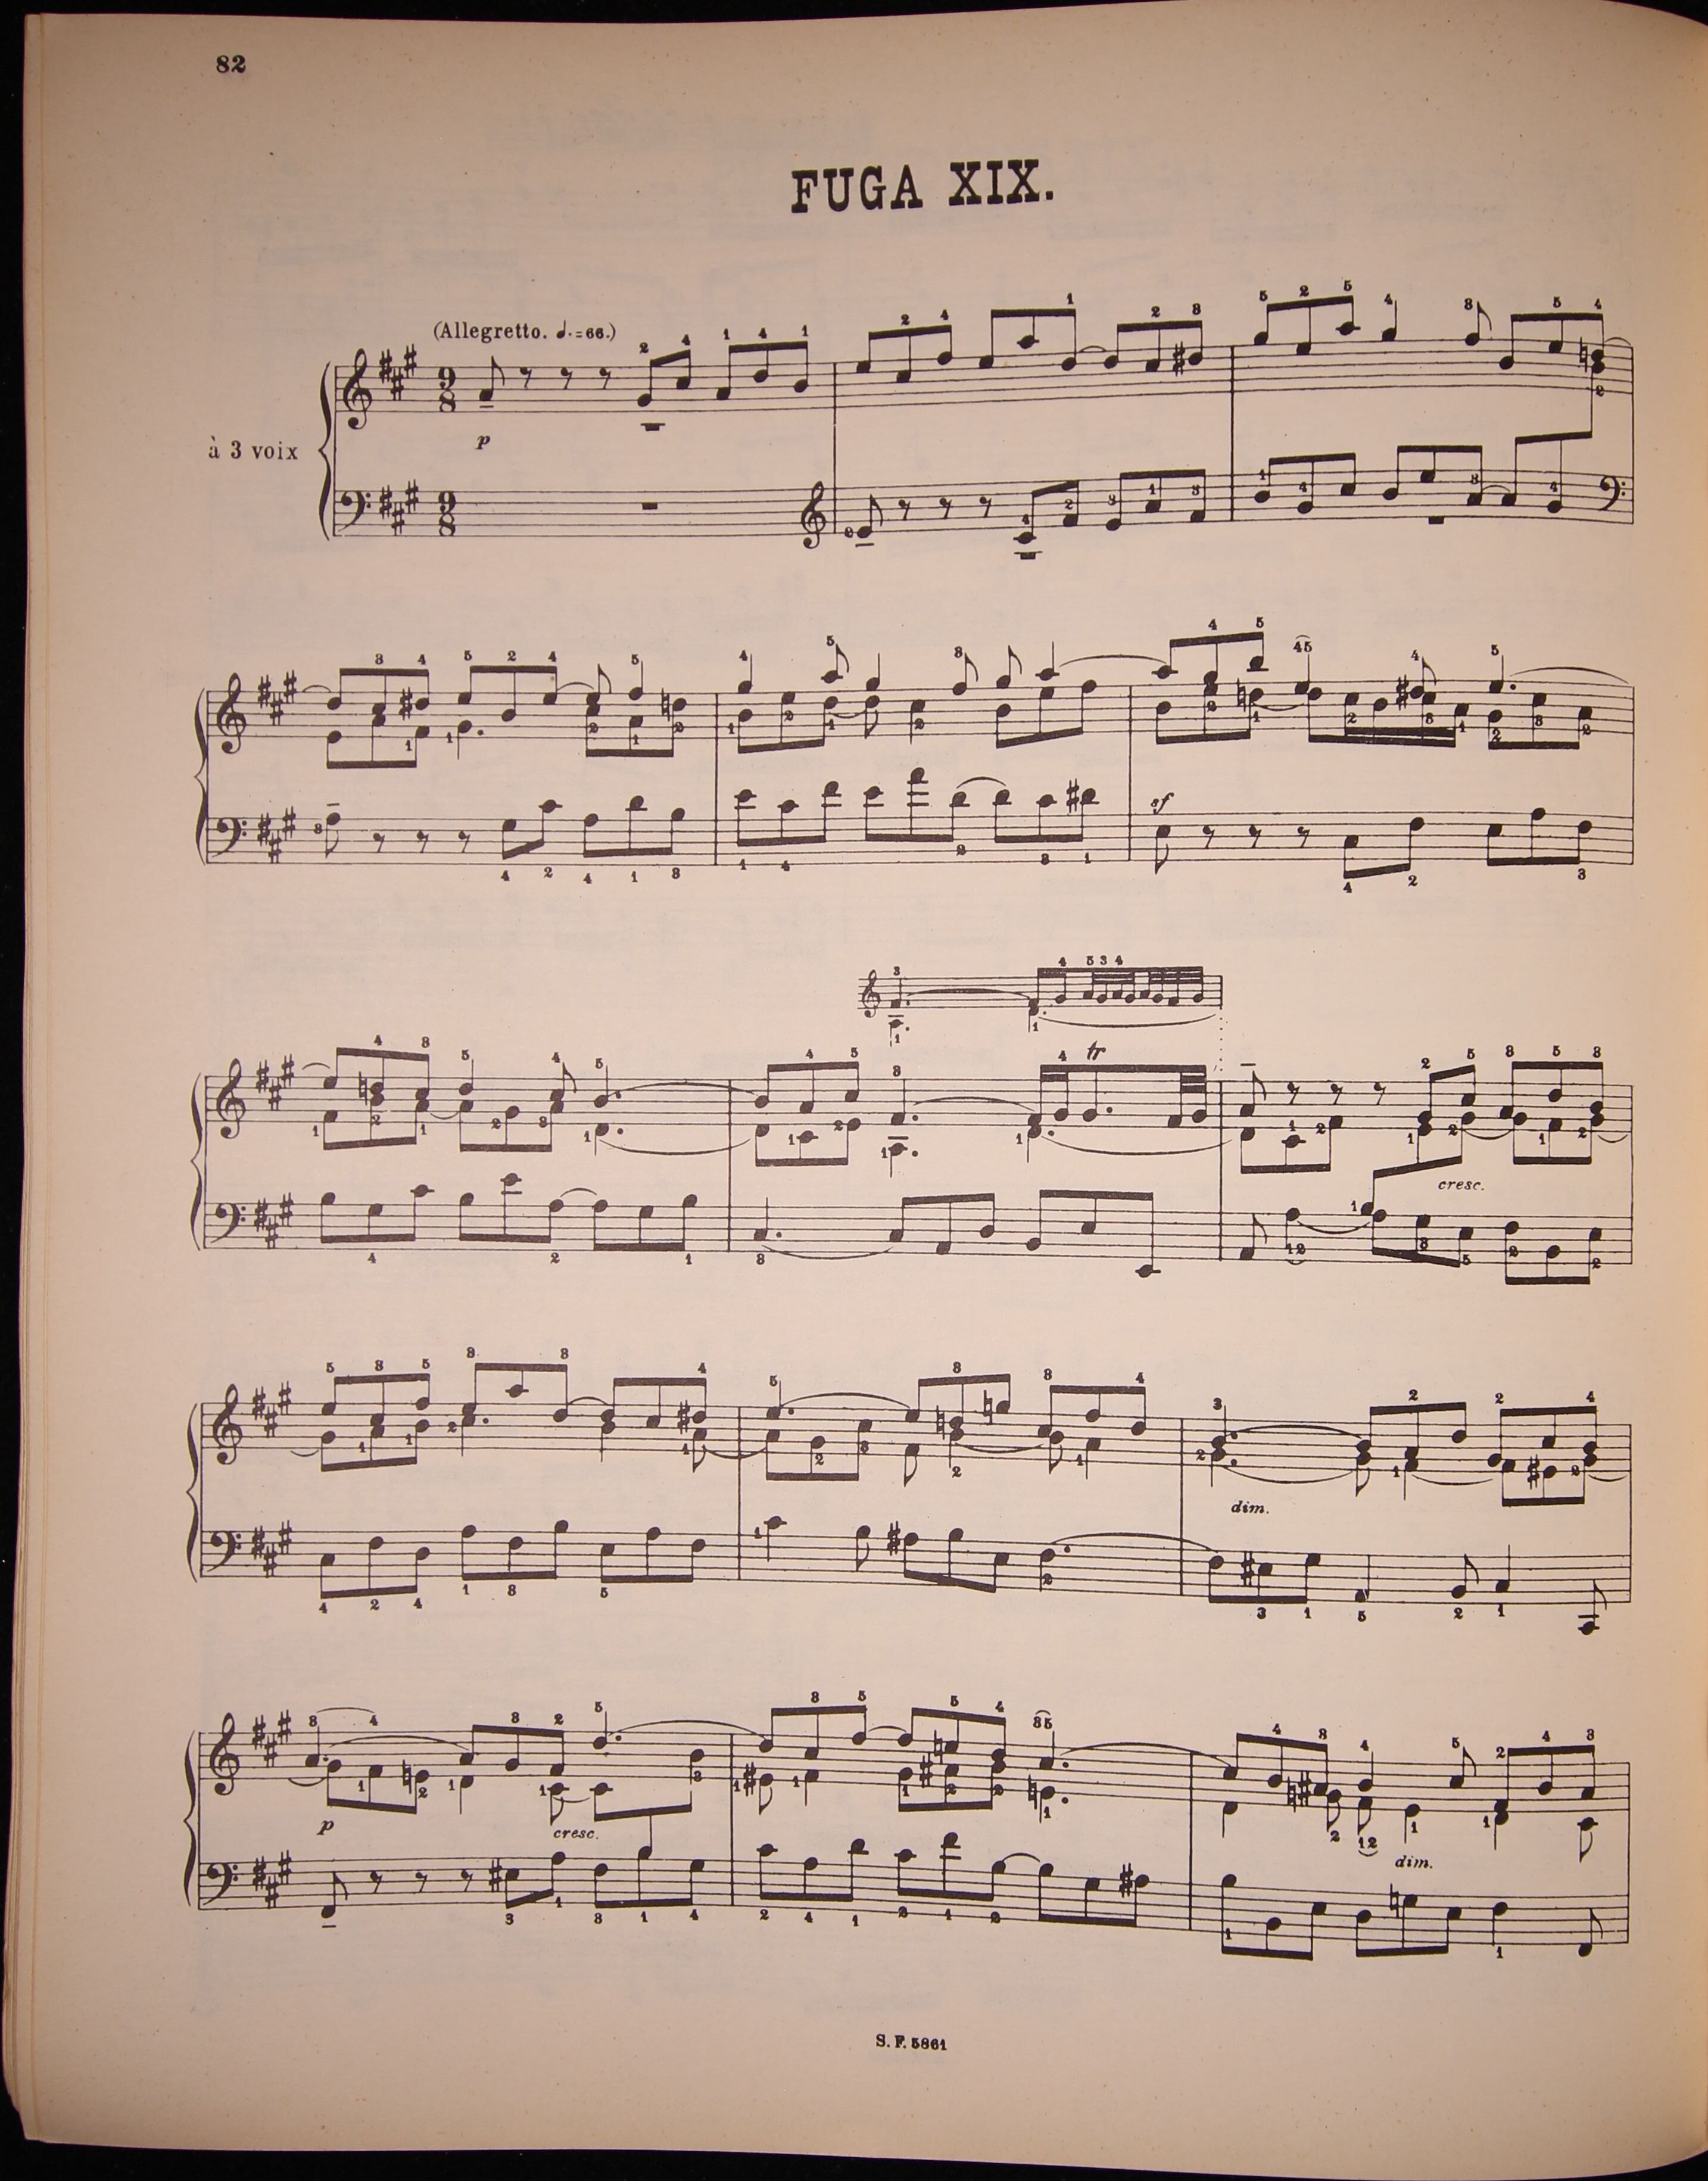 82
FUGA XIX.
(Allegretto. ♩.=66.)
à 3 voix
p
sf
tr
cresc.
dim.
p
cresc.
dim.
S. F. 5861